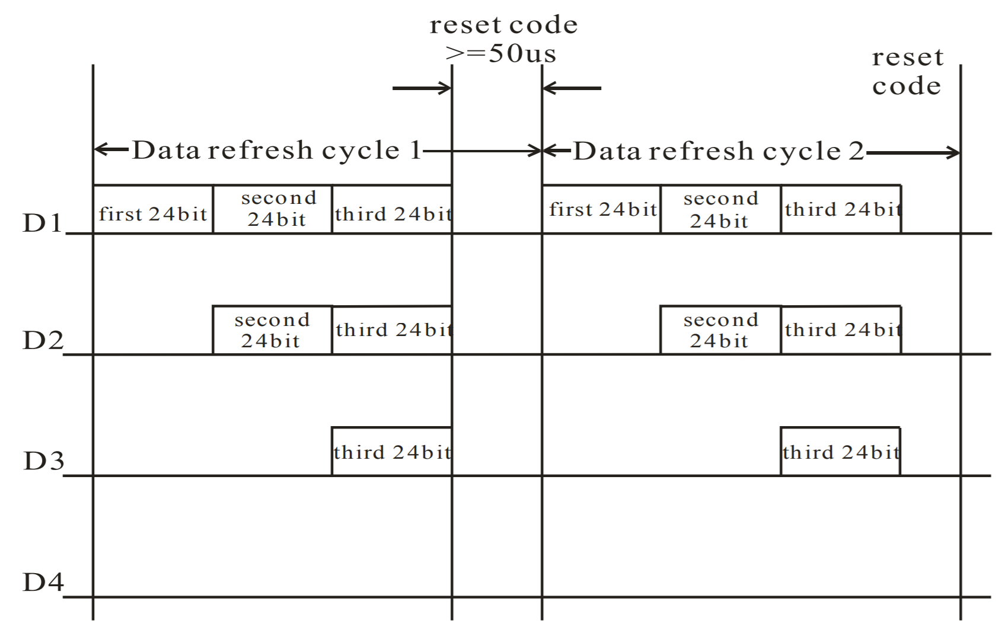 reset code
>=50us
reset
code
Data refresh cycle 1
Data refresh cycle 2
D1
first 24bit
second
24bit
third 24bit
first 24bit
second
24bit
third 24bit
D2
second
24bit
third 24bit
second
24bit
third 24bit
D3
third 24bit
third 24bit
D4